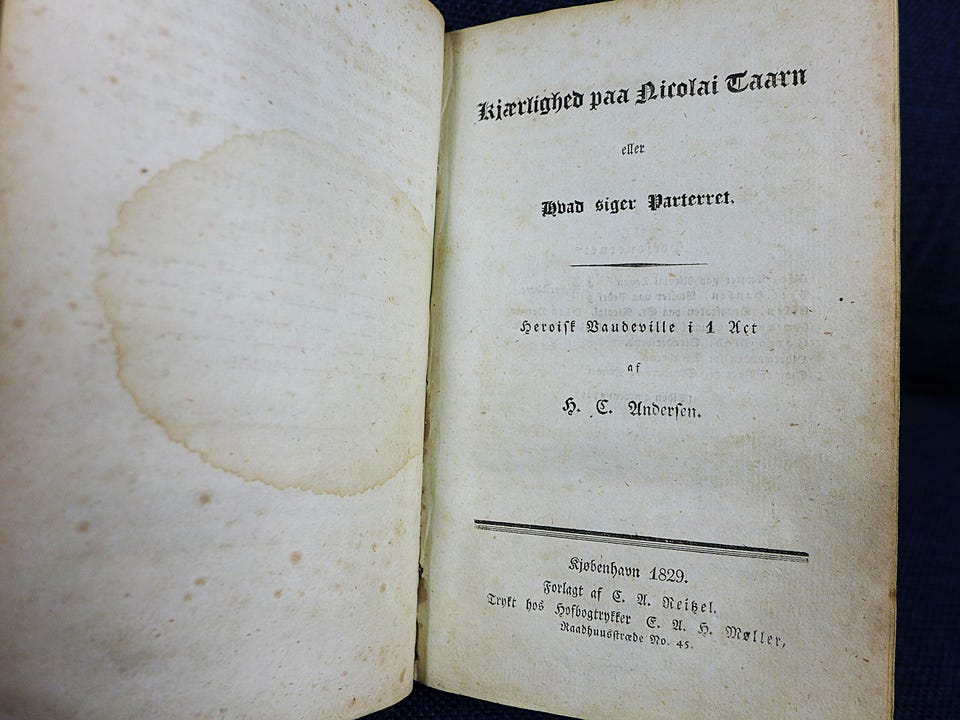 Kjærlighed paa Nicolai Taarn
eller
Hvad siger Parterret.
Heroisk Vaudeville i 1 Act
af
H. C. Andersen.
Kjøbenhavn 1829.
Forlagt af C. A. Reitzel.
Trykt hos Hofbogtrykker E. A. H. Møller,
Raadhuusstræde No. 45.